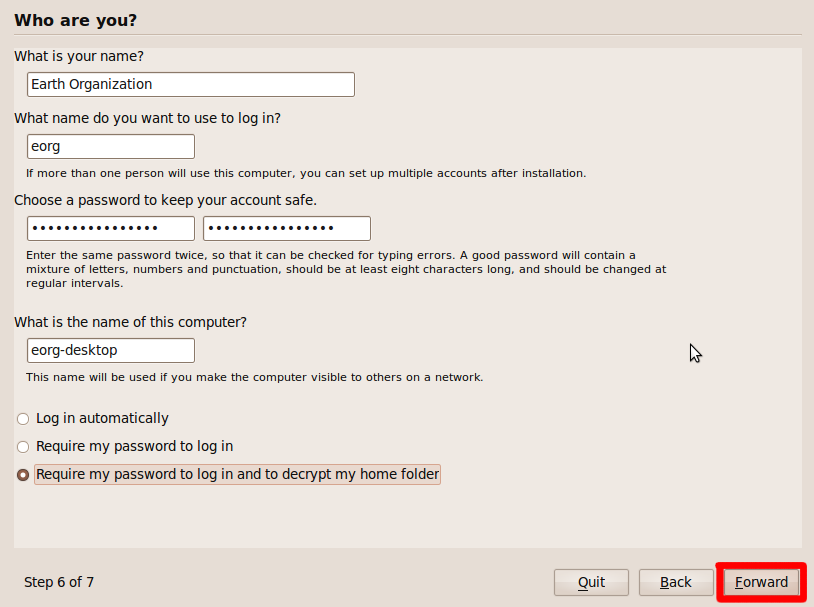 Who are you?
What is your name?
Earth Organization
What name do you want to use to log in?
eorg
If more than one person will use this computer, you can set up multiple accounts after installation.
Choose a password to keep your account safe.
•••••••••••••••• ••••••••••••••••
Enter the same password twice, so that it can be checked for typing errors. A good password will contain a
mixture of letters, numbers and punctuation, should be at least eight characters long, and should be changed at
regular intervals.
What is the name of this computer?
eorg-desktop
This name will be used if you make the computer visible to others on a network.
Log in automatically
Require my password to log in
Require my password to log in and to decrypt my home folder
Step 6 of 7 Quit Back Forward